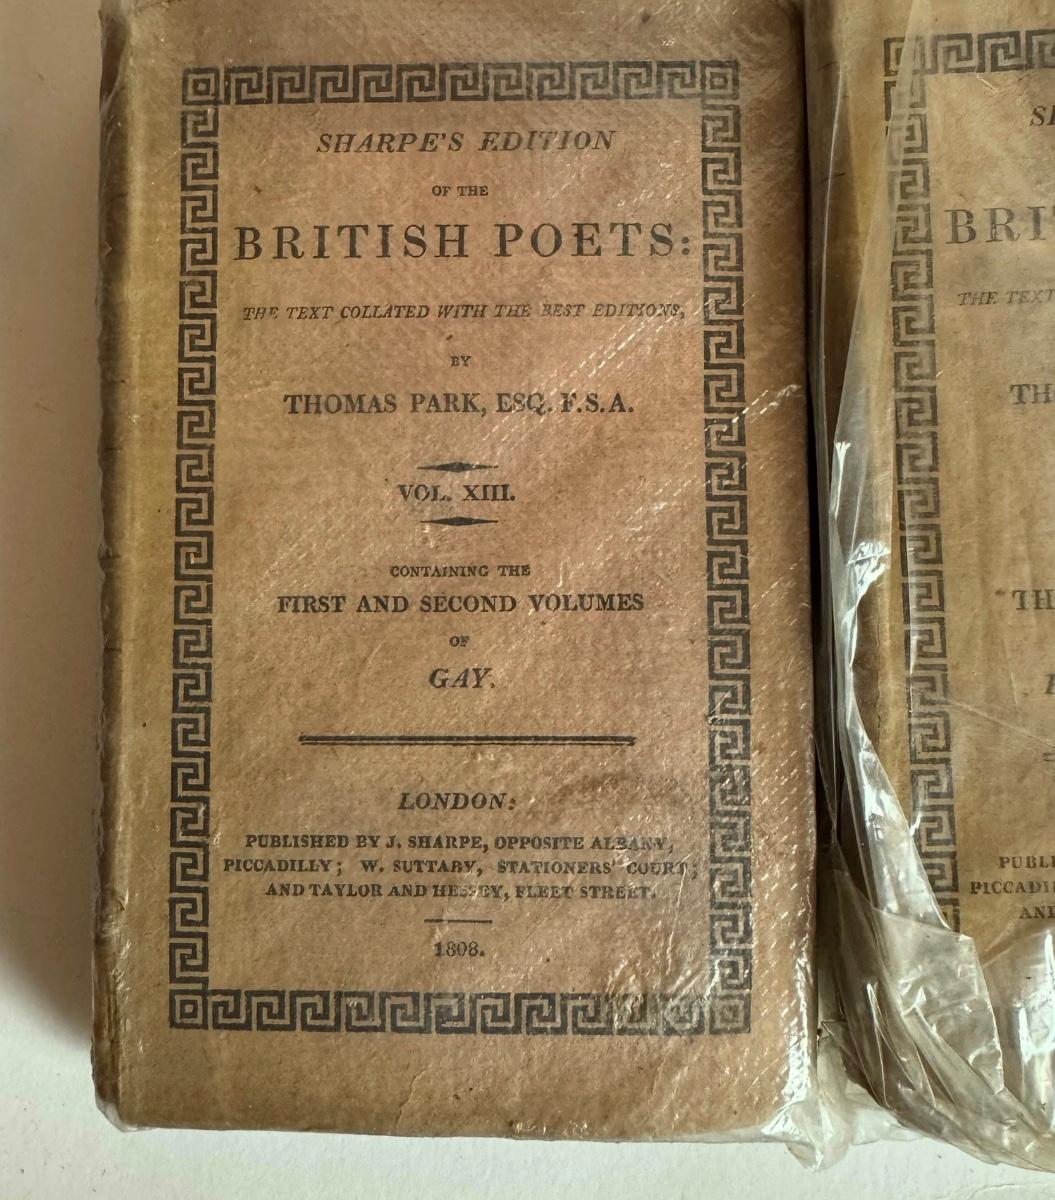 SHARPE'S EDITION
OF THE
BRITISH POETS:
THE TEXT COLLATED WITH THE BEST EDITIONS,
BY
THOMAS PARK, ESQ. F.S.A.
VOL. XIII.
CONTAINING THE
FIRST AND SECOND VOLUMES
OF
GAY.
LONDON:
PUBLISHED BY J. SHARPE, OPPOSITE ALBANY,
PICCADILLY; W. SUTTABY, STATIONERS' COURT;
AND TAYLOR AND HESSEY, FLEET STREET.
1808.
BRI
THE TEXT
TH
TH
PUBL
PICCADI
AN